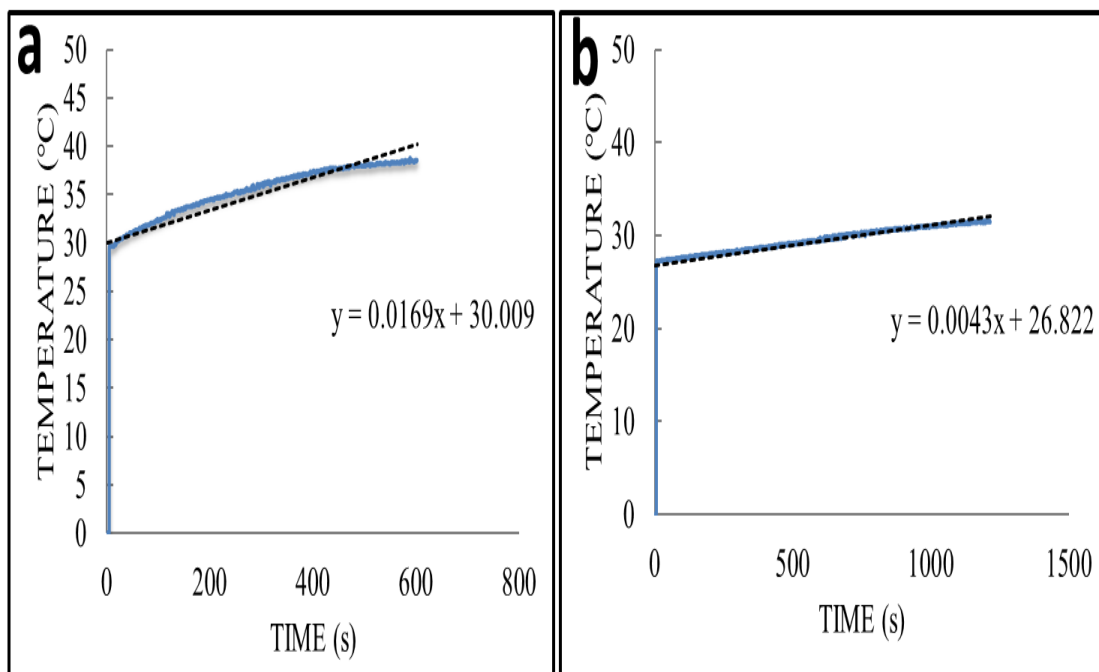 a
TEMPERATURE (°C)
50
45
40
35
30
25
20
15
10
5
0
y = 0.0169x + 30.009
0 200 400 600 800
TIME (s)
b
TEMPERATURE (°C)
50
40
30
20
10
0
y = 0.0043x + 26.822
0 500 1000 1500
TIME (s)